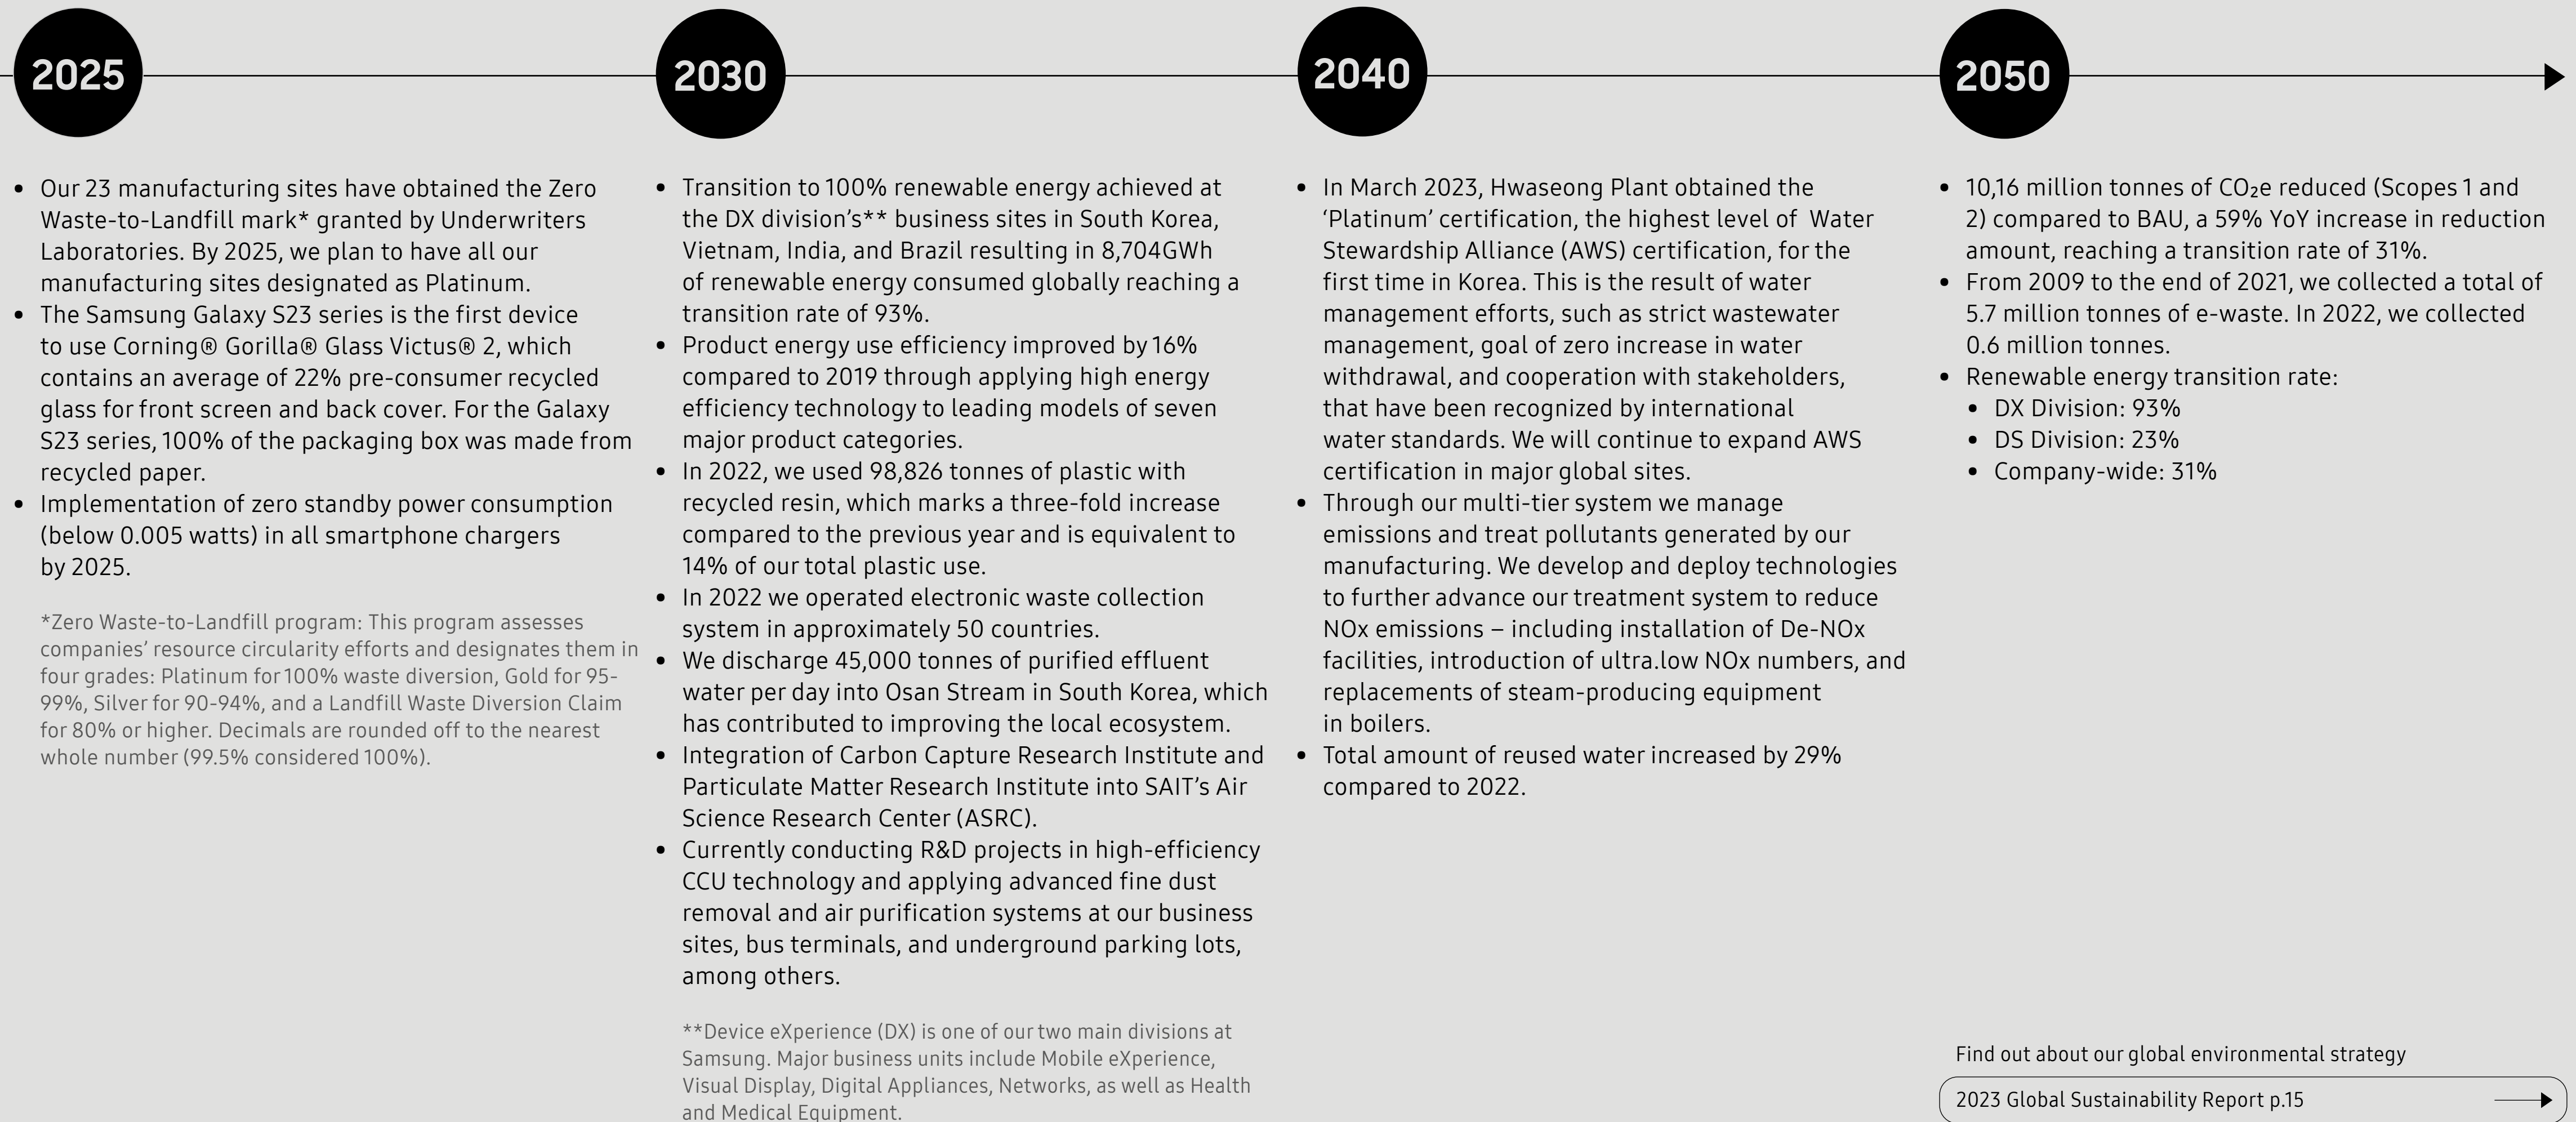 2025
2030
2040
2050
• Our 23 manufacturing sites have obtained the Zero
Waste-to-Landfill mark* granted by Underwriters
Laboratories. By 2025, we plan to have all our
manufacturing sites designated as Platinum.
• The Samsung Galaxy S23 series is the first device
to use Corning® Gorilla® Glass Victus® 2, which
contains an average of 22% pre-consumer recycled
glass for front screen and back cover. For the Galaxy
S23 series, 100% of the packaging box was made from
recycled paper.
• Implementation of zero standby power consumption
(below 0.005 watts) in all smartphone chargers
by 2025.
*Zero Waste-to-Landfill program: This program assesses
companies’ resource circularity efforts and designates them in
four grades: Platinum for 100% waste diversion, Gold for 95-
99%, Silver for 90-94%, and a Landfill Waste Diversion Claim
for 80% or higher. Decimals are rounded off to the nearest
whole number (99.5% considered 100%).
• Transition to 100% renewable energy achieved at
the DX division’s** business sites in South Korea,
Vietnam, India, and Brazil resulting in 8,704GWh
of renewable energy consumed globally reaching a
transition rate of 93%.
• Product energy use efficiency improved by 16%
compared to 2019 through applying high energy
efficiency technology to leading models of seven
major product categories.
• In 2022, we used 98,826 tonnes of plastic with
recycled resin, which marks a three-fold increase
compared to the previous year and is equivalent to
14% of our total plastic use.
• In 2022 we operated electronic waste collection
system in approximately 50 countries.
• We discharge 45,000 tonnes of purified effluent
water per day into Osan Stream in South Korea, which
has contributed to improving the local ecosystem.
• Integration of Carbon Capture Research Institute and
Particulate Matter Research Institute into SAIT’s Air
Science Research Center (ASRC).
• Currently conducting R&D projects in high-efficiency
CCU technology and applying advanced fine dust
removal and air purification systems at our business
sites, bus terminals, and underground parking lots,
among others.
**Device eXperience (DX) is one of our two main divisions at
Samsung. Major business units include Mobile eXperience,
Visual Display, Digital Appliances, Networks, as well as Health
and Medical Equipment.
• In March 2023, Hwaseong Plant obtained the
‘Platinum’ certification, the highest level of Water
Stewardship Alliance (AWS) certification, for the
first time in Korea. This is the result of water
management efforts, such as strict wastewater
management, goal of zero increase in water
withdrawal, and cooperation with stakeholders,
that have been recognized by international
water standards. We will continue to expand AWS
certification in major global sites.
• Through our multi-tier system we manage
emissions and treat pollutants generated by our
manufacturing. We develop and deploy technologies
to further advance our treatment system to reduce
NOx emissions – including installation of De-NOx
facilities, introduction of ultra.low NOx numbers, and
replacements of steam-producing equipment
in boilers.
• Total amount of reused water increased by 29%
compared to 2022.
• 10,16 million tonnes of CO₂e reduced (Scopes 1 and
2) compared to BAU, a 59% YoY increase in reduction
amount, reaching a transition rate of 31%.
• From 2009 to the end of 2021, we collected a total of
5.7 million tonnes of e-waste. In 2022, we collected
0.6 million tonnes.
• Renewable energy transition rate:
• DX Division: 93%
• DS Division: 23%
• Company-wide: 31%
Find out about our global environmental strategy
2023 Global Sustainability Report p.15